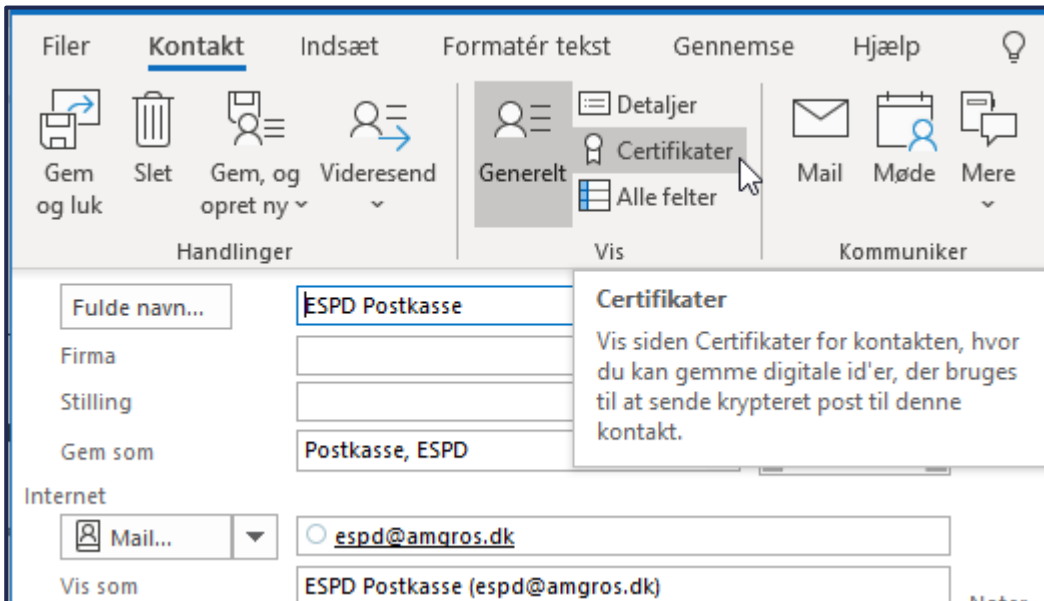 Filer Kontakt Indsæt Formatér tekst Gennemse Hjælp
Gem og luk
Slet
Gem, og opret ny
Videresend
Handlinger
Generelt
Detaljer
Certifikater
Alle felter
Vis
Mail
Møde
Mere
Kommuniker
Fulde navn... ESPD Postkasse
Firma
Stilling
Gem som Postkasse, ESPD
Certifikater
Vis siden Certifikater for kontakten, hvor
du kan gemme digitale id'er, der bruges
til at sende krypteret post til denne
kontakt.
Internet
Mail... espd@amgros.dk
Vis som ESPD Postkasse (espd@amgros.dk)